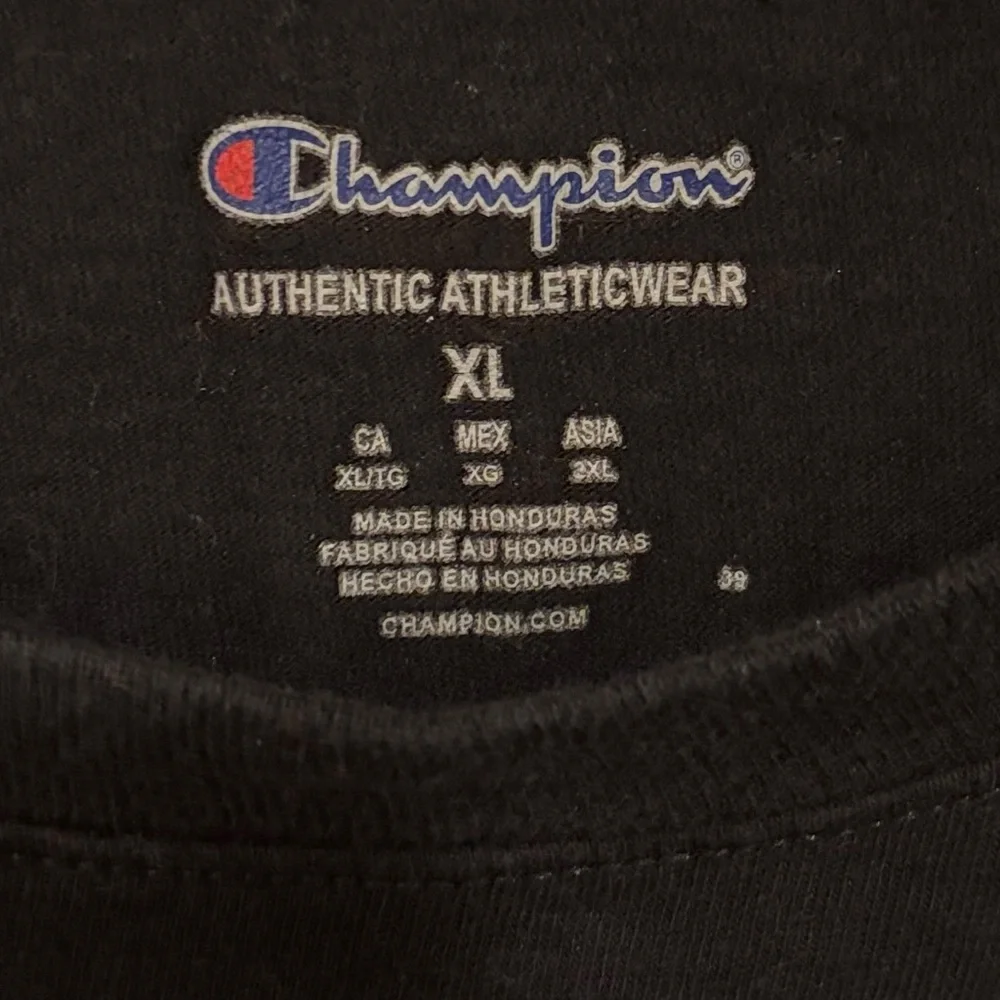 Champion®
AUTHENTIC ATHLETICWEAR
XL
CA MEX ASIA
XL/TG XG 2XL
MADE IN HONDURAS
FABRIQUÉ AU HONDURAS
HECHO EN HONDURAS
39
CHAMPION.COM